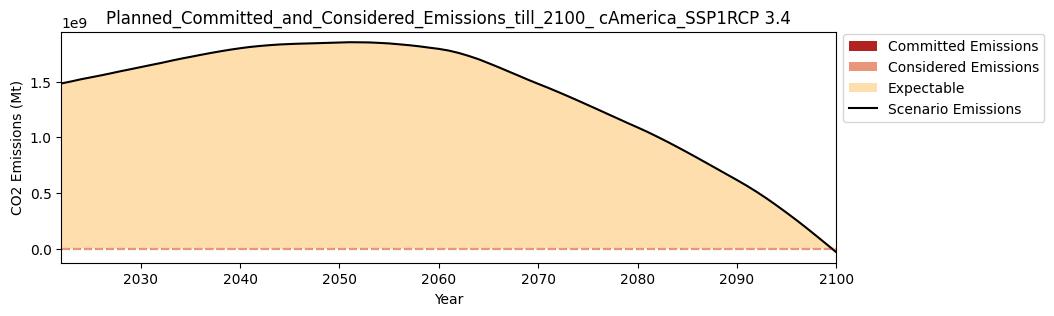 Planned_Committed_and_Considered_Emissions_till_2100_ cAmerica_SSP1RCP 3.4
1e9
Committed Emissions
Considered Emissions
Expectable
Scenario Emissions
CO2 Emissions (Mt)
1.5
1.0
0.5
0.0
2030 2040 2050 2060 2070 2080 2090 2100
Year